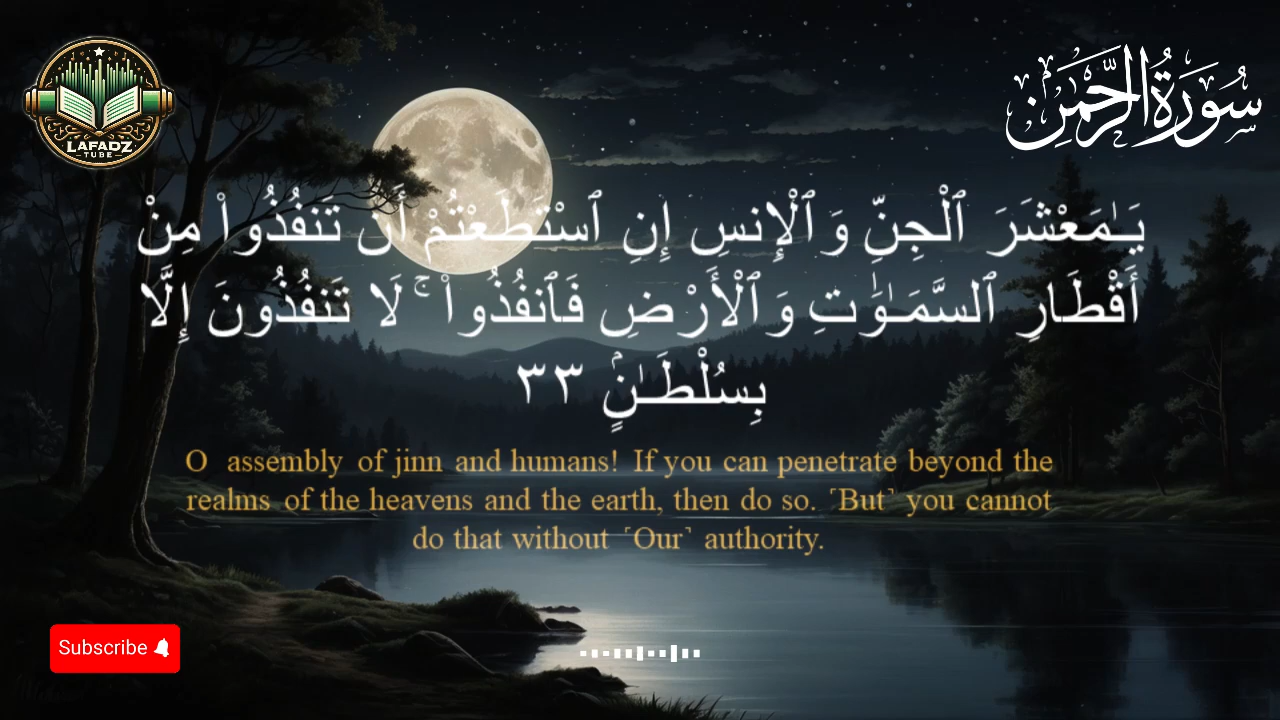 LAFADZ
TUBE
سُورَةُ الرَّحْمَٰن
يَـٰمَعْشَرَ ٱلْجِنِّ وَٱلْإِنسِ إِنِ ٱسْتَطَعْتُمْ أَن تَنفُذُوا۟ مِنْ
أَقْطَارِ ٱلسَّمَـٰوَٰتِ وَٱلْأَرْضِ فَٱنفُذُوا۟ ۚ لَا تَنفُذُونَ إِلَّا
بِسُلْطَـٰنٍۢ ٣٣
O assembly of jinn and humans! If you can penetrate beyond the
realms of the heavens and the earth, then do so. ˹But˺ you cannot
do that without ˹Our˺ authority.
Subscribe